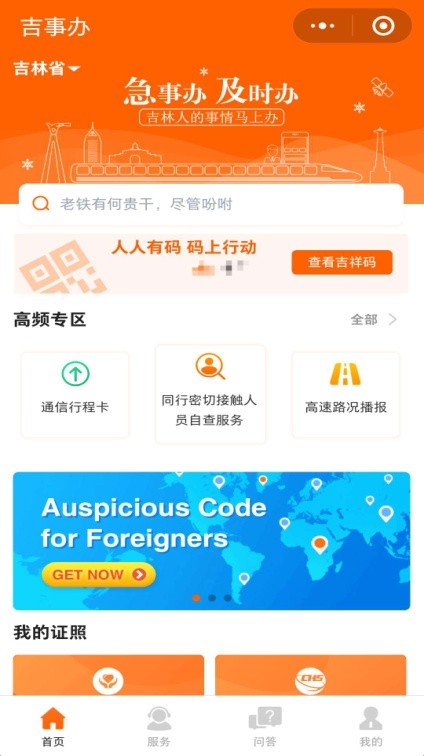 吉事办
吉林省
急事办 及时办
吉林人的事情马上办
老铁有何贵干，尽管吩咐
人人有码 码上行动
查看吉祥码
高频专区
全部
通信行程卡
同行密切接触人
员自查服务
高速路况播报
Auspicious Code
for Foreigners
GET NOW
我的证照
CHS
首页
服务
问答
我的